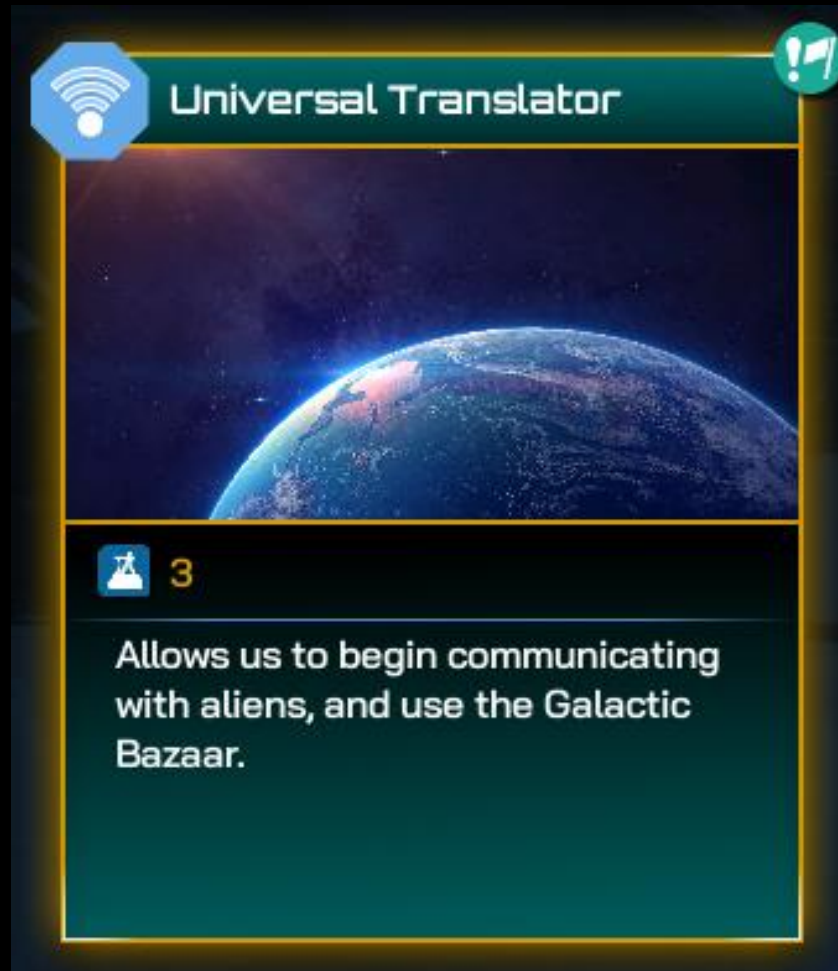 Universal Translator
3
Allows us to begin communicating
with aliens, and use the Galactic
Bazaar.